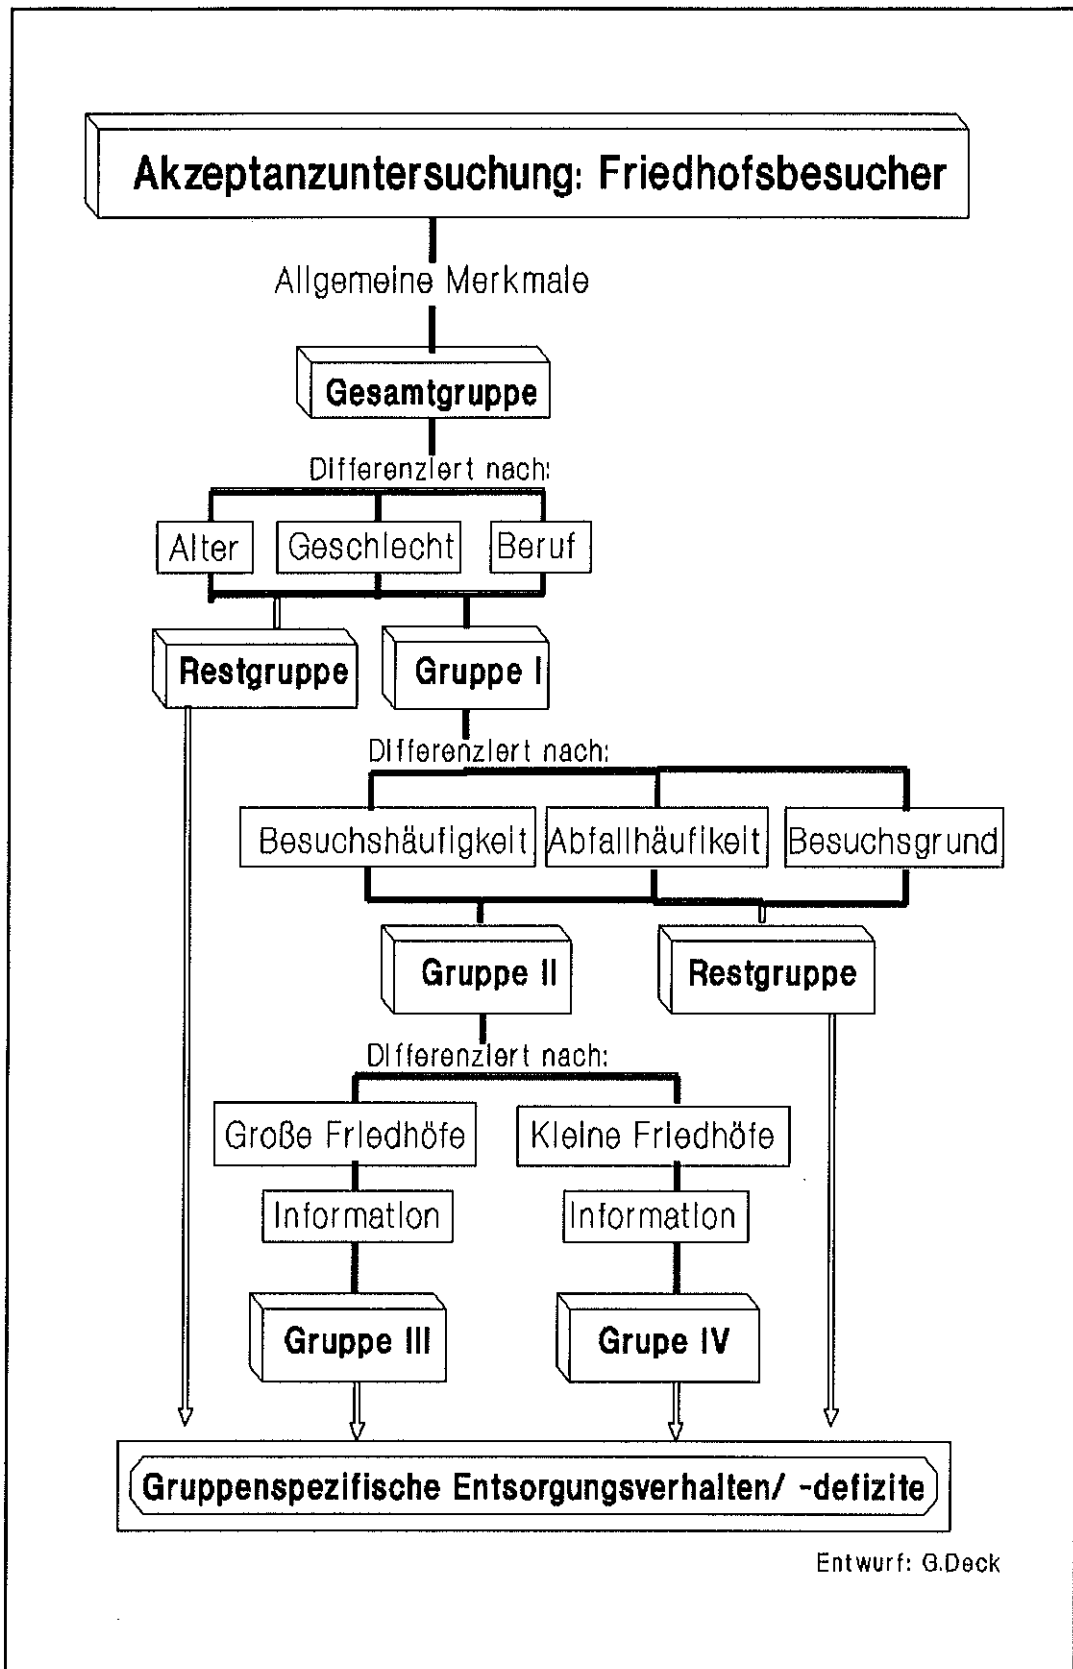 Akzeptanzuntersuchung: Friedhofsbesucher
Allgemeine Merkmale
Gesamtgruppe
Differenziert nach:
Alter Geschlecht Beruf
Restgruppe Gruppe I
Differenziert nach:
Besuchshäufigkeit Abfallhäufikeit Besuchsgrund
Gruppe II Restgruppe
Differenziert nach:
Große Friedhöfe Kleine Friedhöfe
Information Information
Gruppe III Grupe IV
Gruppenspezifische Entsorgungsverhalten/ -defizite
Entwurf: G.Deck